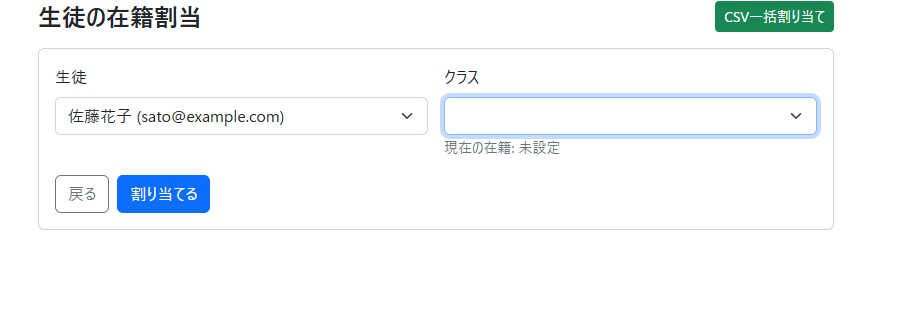 生徒の在籍割当
CSV一括割り当て
生徒
クラス
佐藤花子 (sato@example.com)
現在の在籍: 未設定
戻る
割り当てる